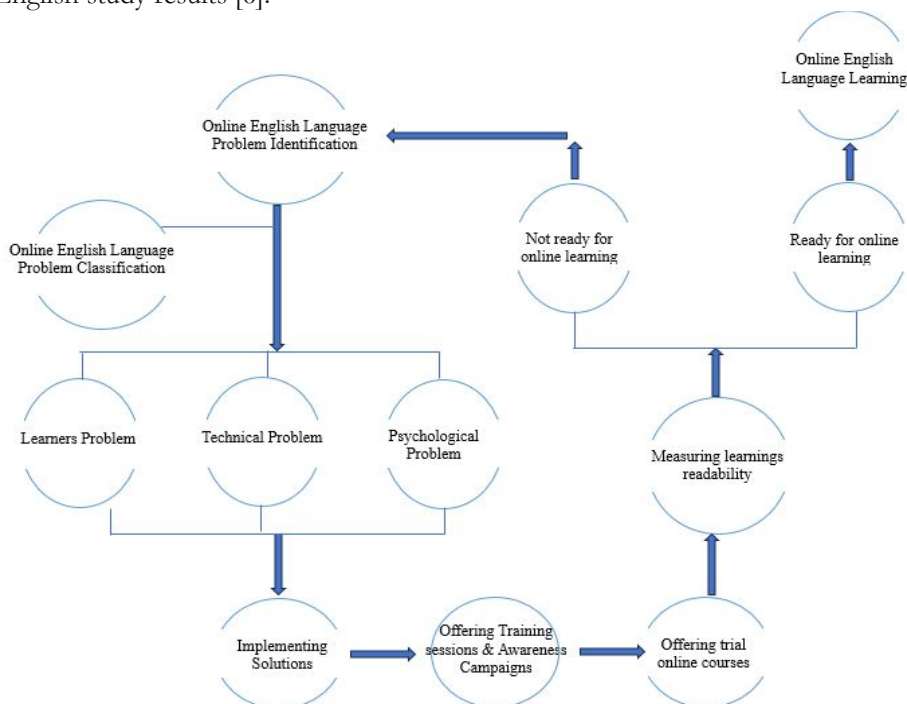 English study results [6].
Online English
Language Learning
Online English Language
Problem Identification
Not ready for
online learning
Ready for online
learning
Online English Language
Problem Classification
Learners Problem
Technical Problem
Psychological
Problem
Measuring learnings
readability
Implementing
Solutions
Offering Training
sessions & Awareness
Campaigns
Offering trial
online courses